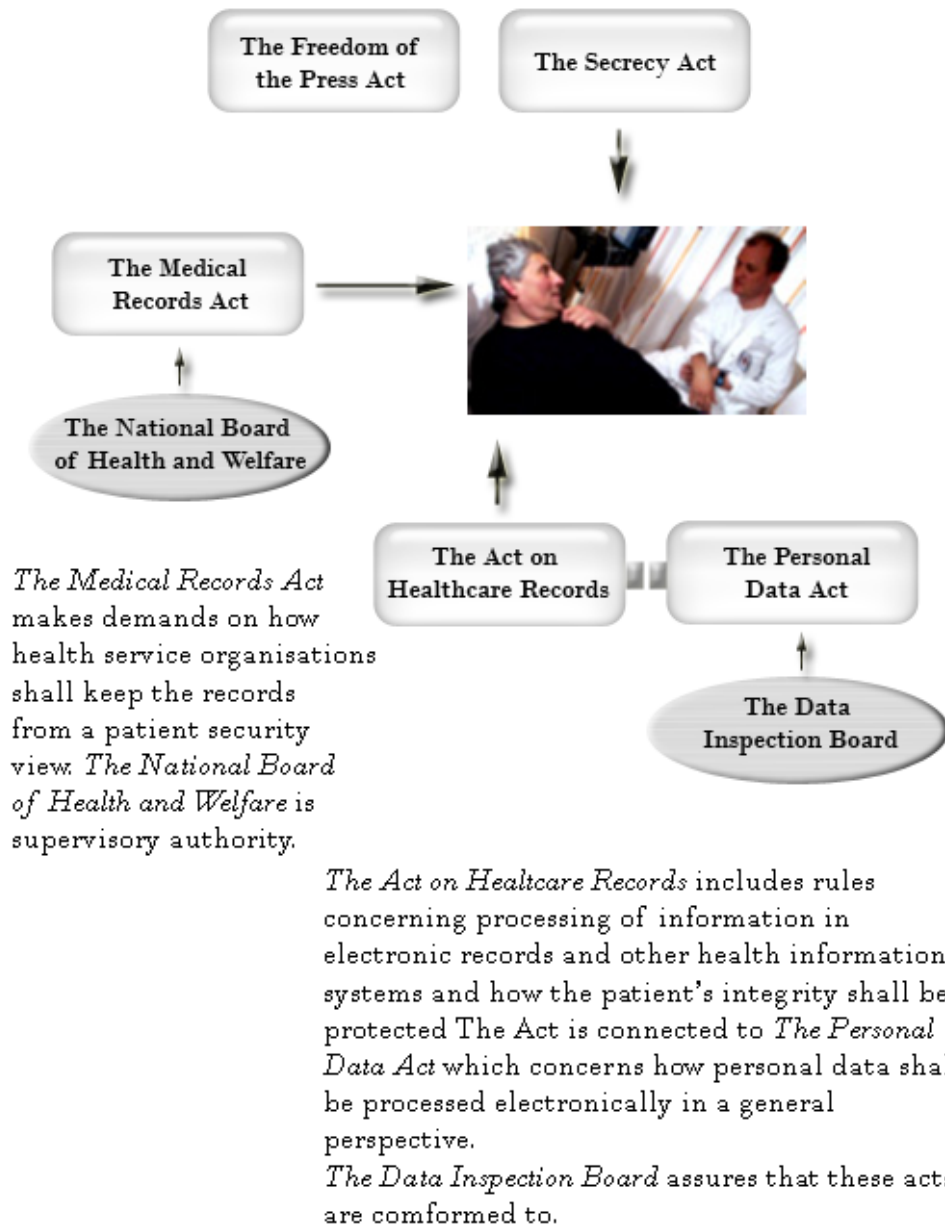 The Freedom of
the Press Act
The Secrecy Act
The Medical
Records Act
The National Board
of Health and Welfare
The Act on
Healthcare Records
The Personal
Data Act
The Data
Inspection Board
The Medical Records Act
makes demands on how
health service organisations
shall keep the records
from a patient security
view. The National Board
of Health and Welfare is
supervisory authority.
The Act on Healtcare Records includes rules
concerning processing of information in
electronic records and other health information
systems and how the patient's integrity shall be
protected The Act is connected to The Personal
Data Act which concerns how personal data shal
be processed electronically in a general
perspective.
The Data Inspection Board assures that these acts
are comformed to.